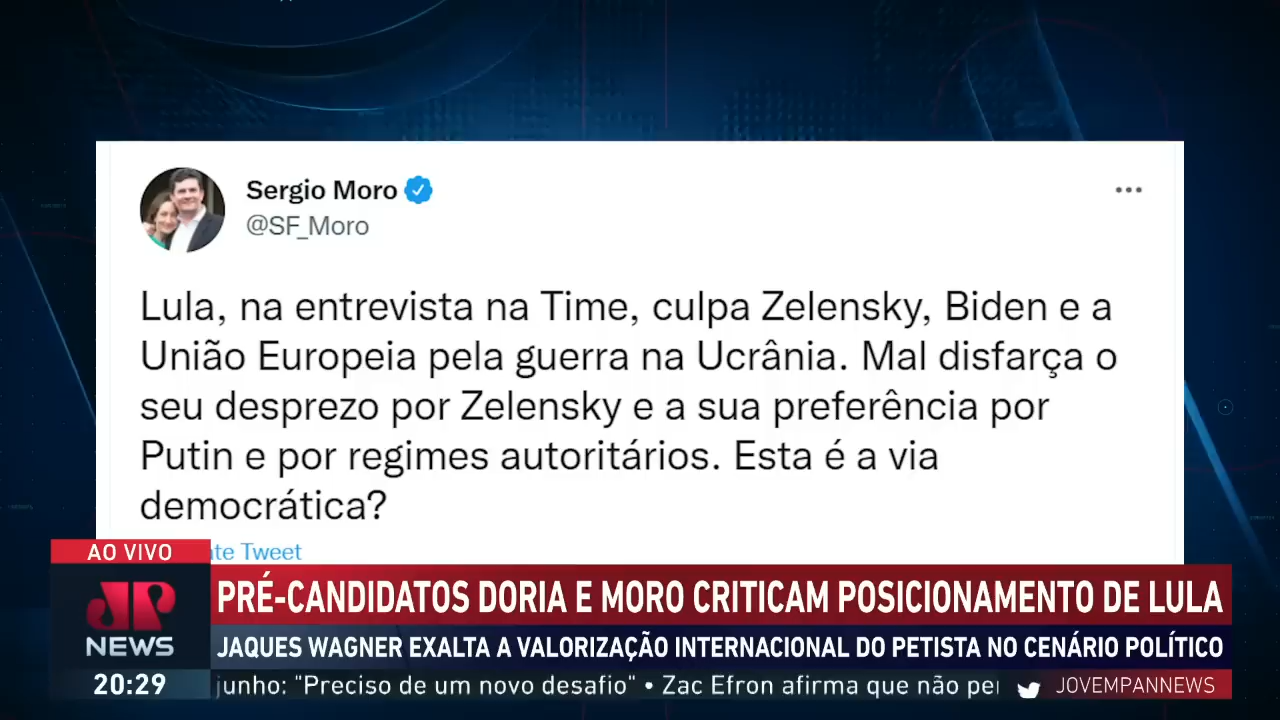 Sergio Moro
@SF_Moro
Lula, na entrevista na Time, culpa Zelensky, Biden e a
União Europeia pela guerra na Ucrânia. Mal disfarça o
seu desprezo por Zelensky e a sua preferência por
Putin e por regimes autoritários. Esta é a via
democrática?
Tweet
AO VIVO
JP
NEWS
PRÉ-CANDIDATOS DORIA E MORO CRITICAM POSICIONAMENTO DE LULA
JAQUES WAGNER EXALTA A VALORIZAÇÃO INTERNACIONAL DO PETISTA NO CENÁRIO POLÍTICO
20:29
junho: "Preciso de um novo desafio" • Zac Efron afirma que não
JOVEMPANNEWS